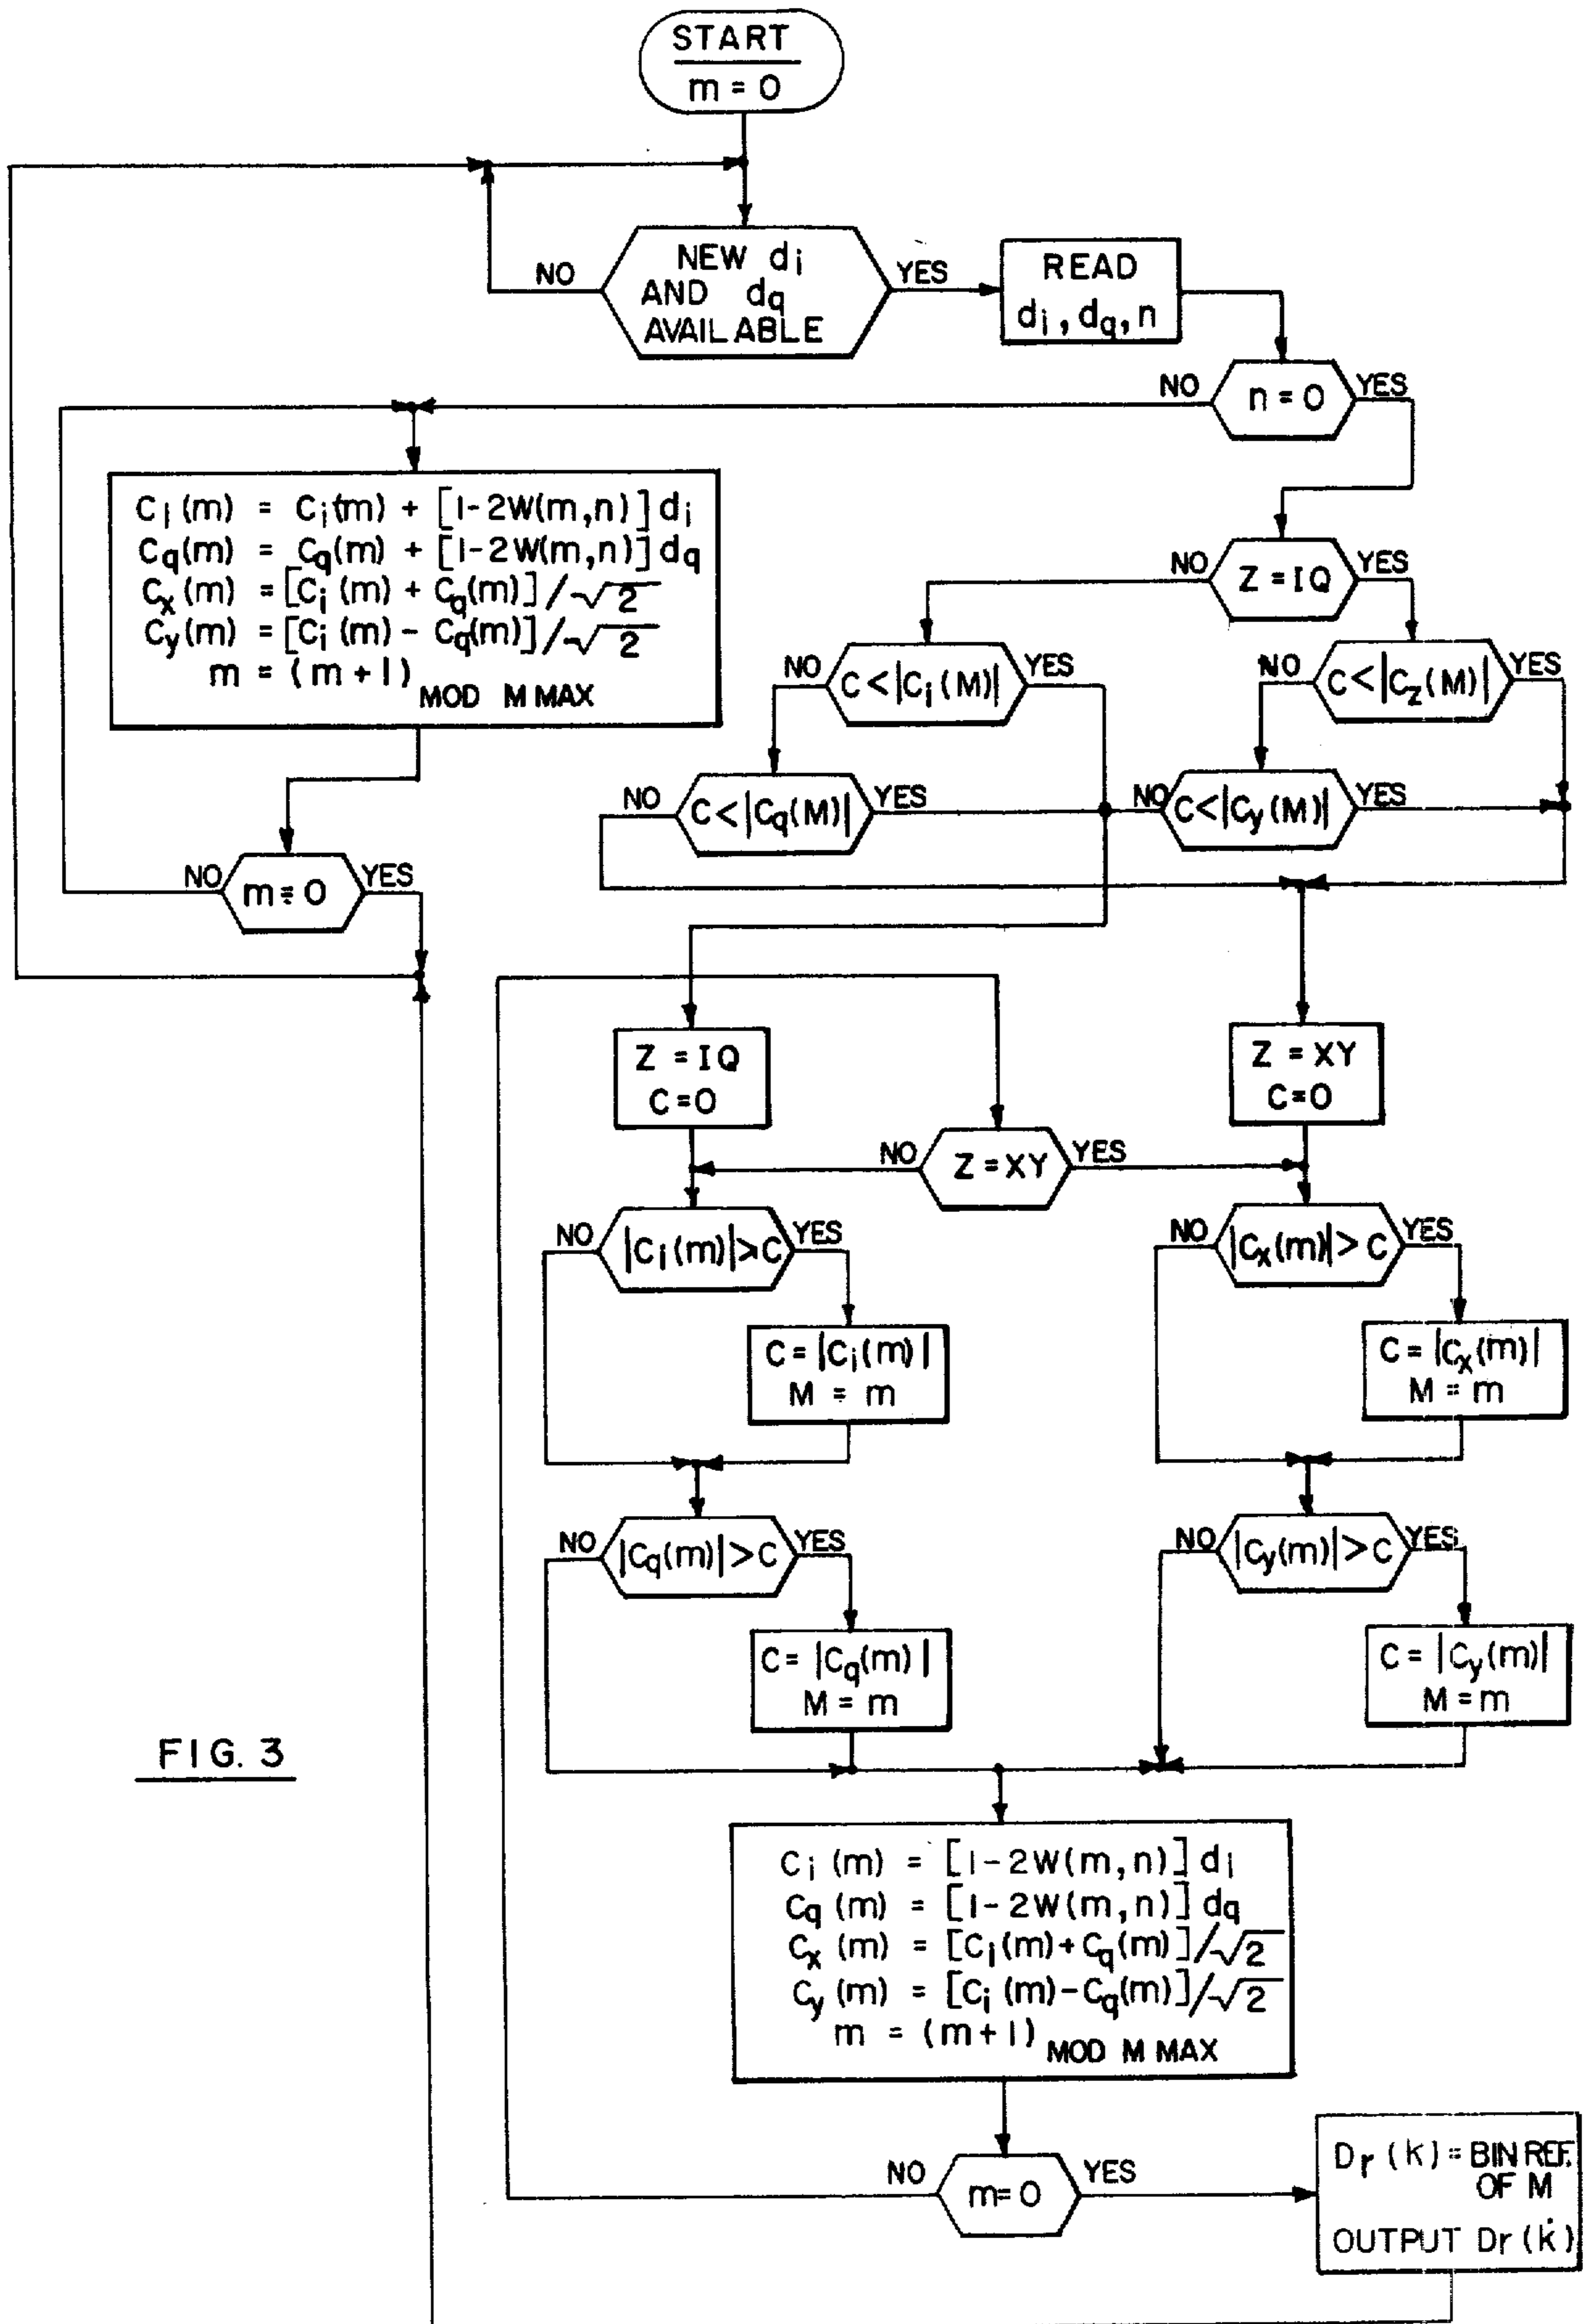 START
m = 0
NEW di
AND dq
AVAILABLE
NO
YES
READ
di, dq, n
NO
n = 0
YES
Ci (m) = Ci(m) + [1-2W(m,n)] di
Cq(m) = Cq(m) + [1-2W(m,n)] dq
Cx (m) = [Ci (m) + Cq(m)] /√2
Cy (m) = [Ci (m) - Cq(m)] /√2
m = (m+1) MOD M MAX
NO
Z = IQ
YES
NO
C < |Ci (M)|
YES
NO
C < |Cz (M)|
YES
NO
C < |Cq (M)|
YES
NO
C < |Cy (M)|
YES
NO
m = 0
YES
Z = IQ
C = 0
Z = XY
C = 0
NO
Z = XY
YES
NO
|Ci (m)| > C
YES
NO
|Cx (m)| > C
YES
C = |Ci (m)|
M = m
C = |Cx (m)|
M = m
NO
|Cq (m)| > C
YES
NO
|Cy (m)| > C
YES
C = |Cq (m)|
M = m
C = |Cy (m)|
M = m
FIG. 3
Ci (m) = [1-2W(m,n)] di
Cq (m) = [1-2W(m,n)] dq
Cx (m) = [Ci(m) + Cq(m)] /√2
Cy (m) = [Ci (m) - Cq(m)] /√2
m = (m+1) MOD M MAX
NO
m = 0
YES
Dr (k) = BIN REF.
OF M
OUTPUT Dr (k)